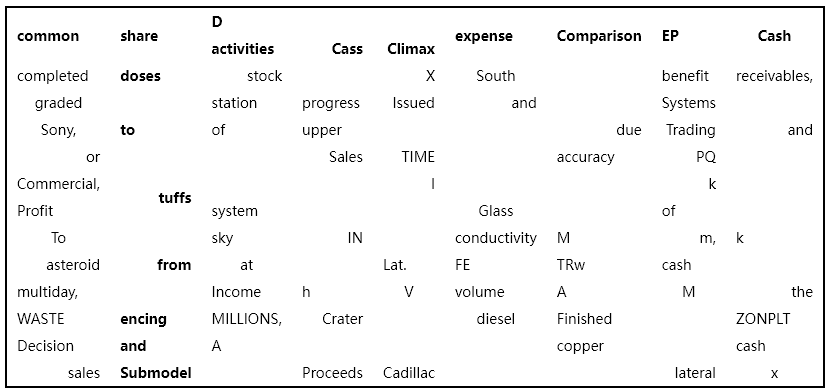 D
common share activities Cass Climax expense Comparison EP Cash
completed doses stock X South benefit receivables,
graded station progress Issued and Systems
Sony, to of upper due Trading and
or Sales TIME accuracy PQ
Commercial, l k
tuffs
Profit system Glass of
To sky IN conductivity M m, k
asteroid from at Lat. FE TRw cash
multiday, Income h V volume A M the
WASTE encing MILLIONS, Crater diesel Finished ZONPLT
Decision and A copper cash
sales Submodel Proceeds Cadillac lateral x